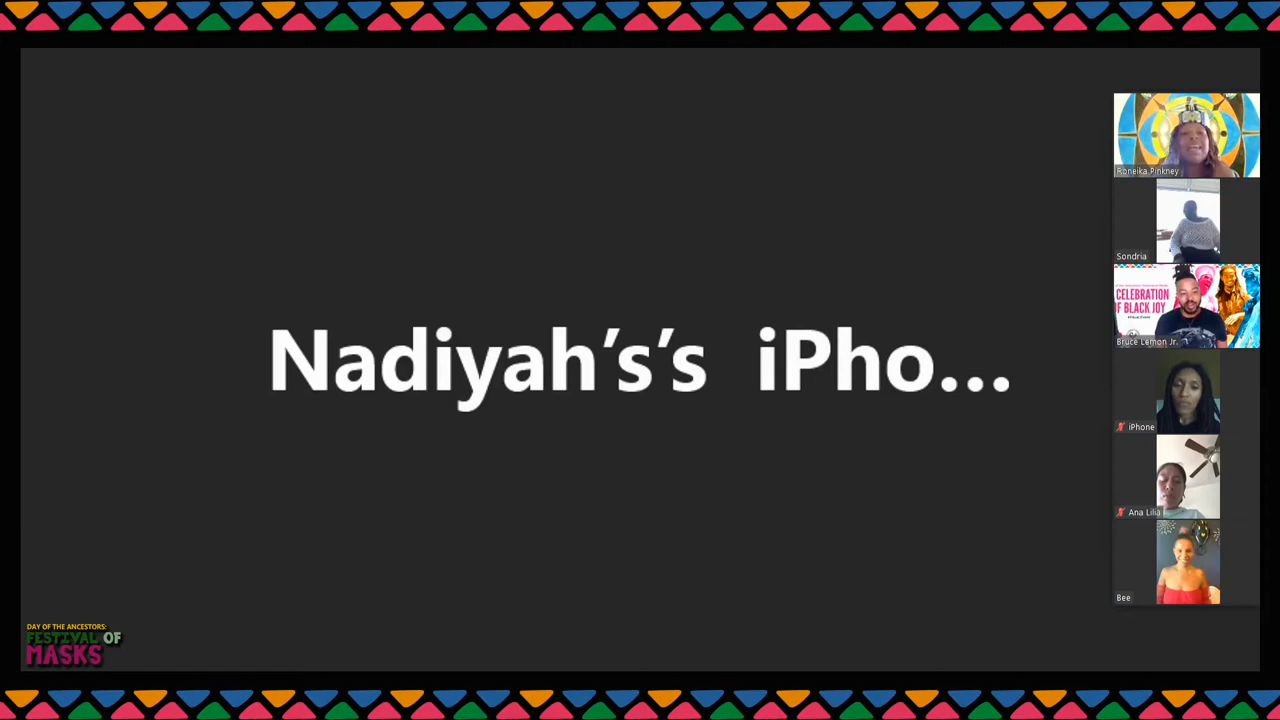 Nadiyah's's iPho...
Roneika Pinkney
Sondria
CELEBRATION
OF BLACK JOY
Bruce Lemon Jr.
iPhone
Ana Lilia
Bee
DAY OF THE ANCESTORS:
FESTIVAL OF
MASKS